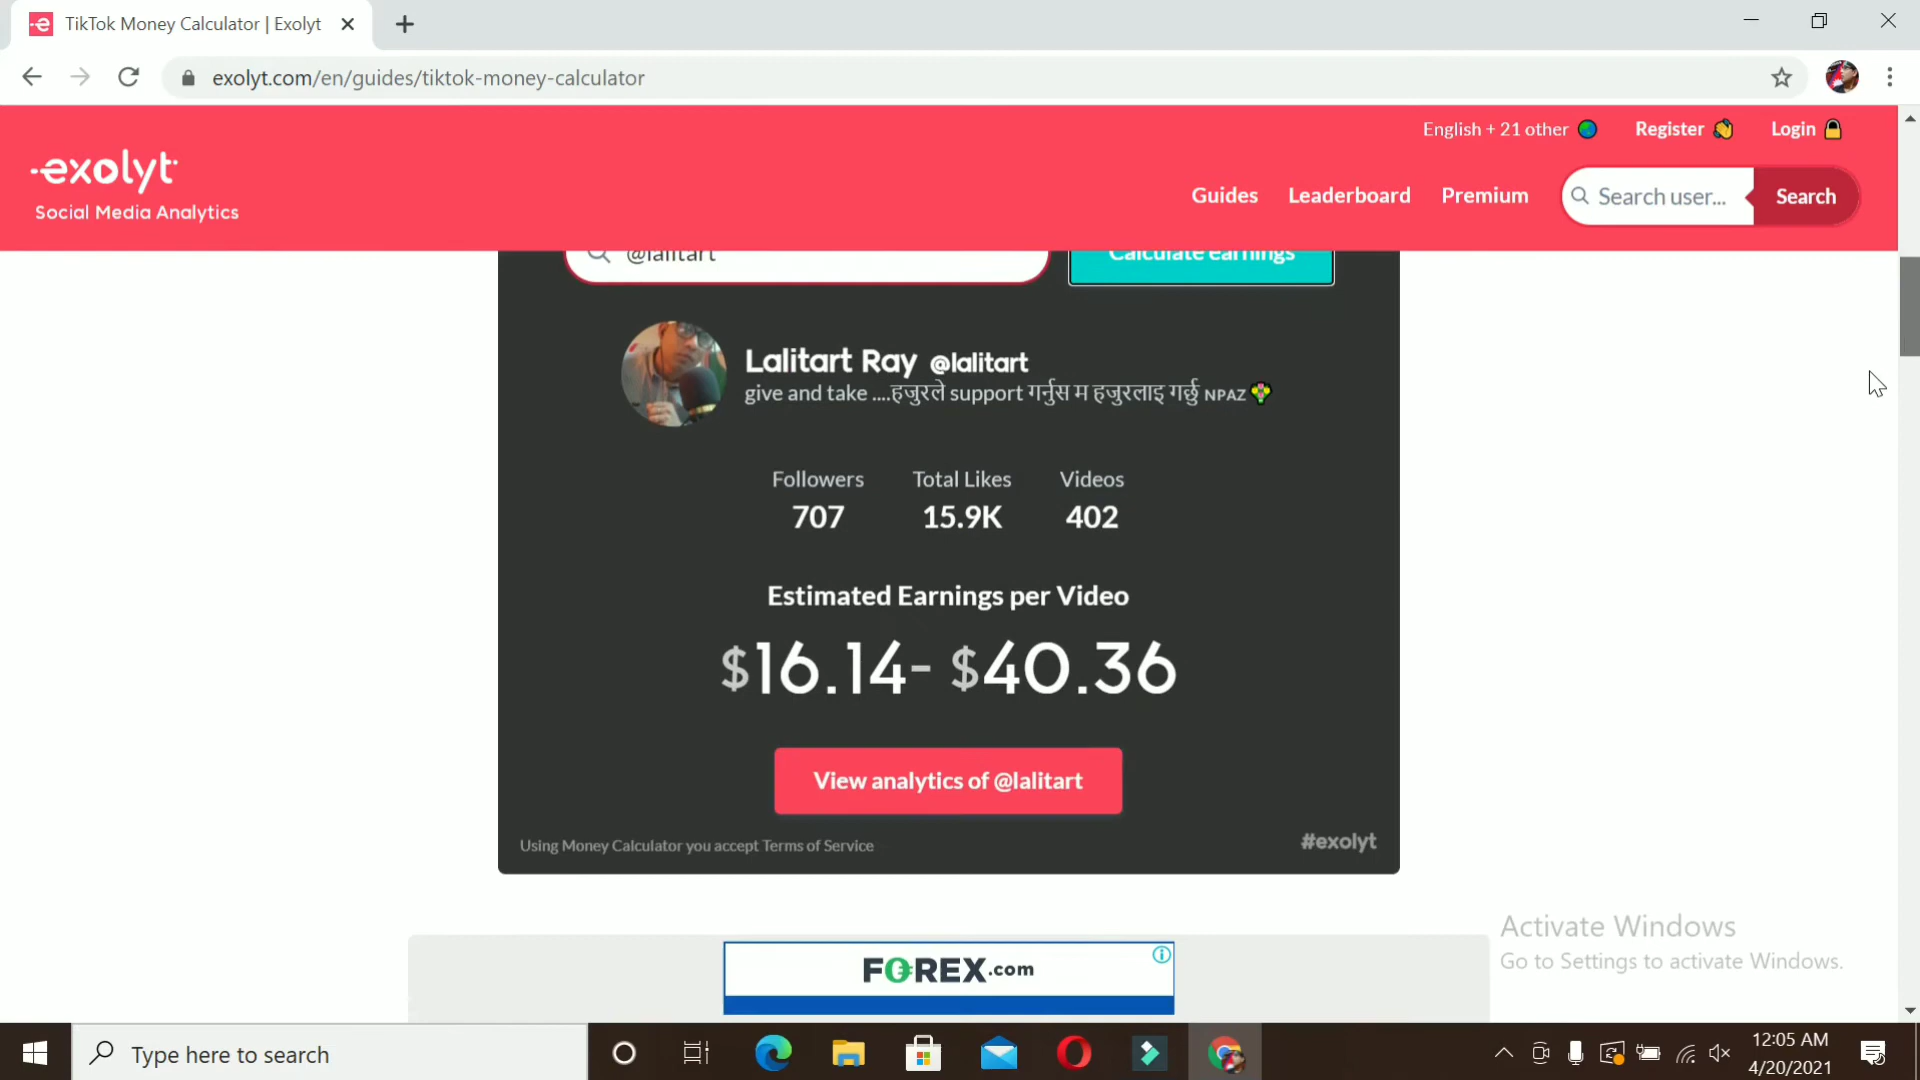 TikTok Money Calculator | Exolyt
exolyt.com/en/guides/tiktok-money-calculator
English + 21 other
Register
Login
exolyt
Social Media Analytics
Guides
Leaderboard
Premium
Search user...
Search
@lalitart
Calculate earnings
Lalitart Ray @lalitart
give and take ....हजुरले support गर्नुस म हजुरलाइ गर्छु NPAZ
Followers
Total Likes
Videos
707
15.9K
402
Estimated Earnings per Video
$16.14- $40.36
View analytics of @lalitart
Using Money Calculator you accept Terms of Service
#exolyt
Activate Windows
Go to Settings to activate Windows.
FOREX.com
Type here to search
12:05 AM
4/20/2021